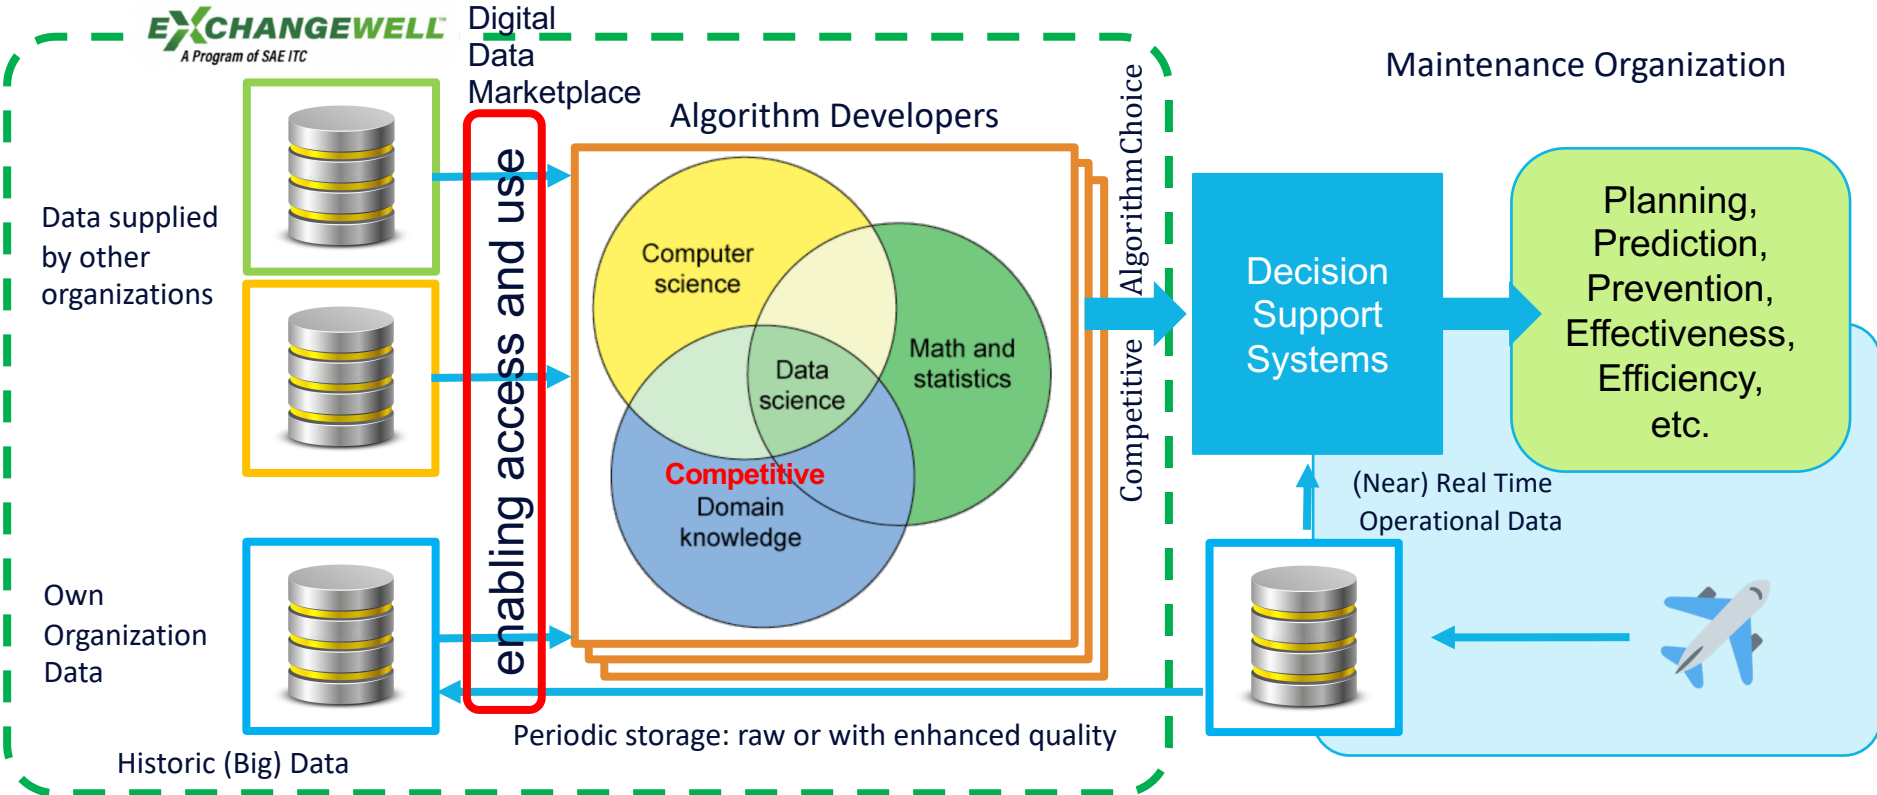 EXCHANGEWELL™
A Program of SAE ITC
Digital
Data
Marketplace
Maintenance Organization
Algorithm Developers
Data supplied
by other
organizations
enabling access and use
Computer
science
Math and
statistics
Data
science
Competitive
Domain
knowledge
Competitive Algorithm Choice
Decision
Support
Systems
Planning,
Prediction,
Prevention,
Effectiveness,
Efficiency,
etc.
(Near) Real Time
Operational Data
Own
Organization
Data
Periodic storage: raw or with enhanced quality
Historic (Big) Data